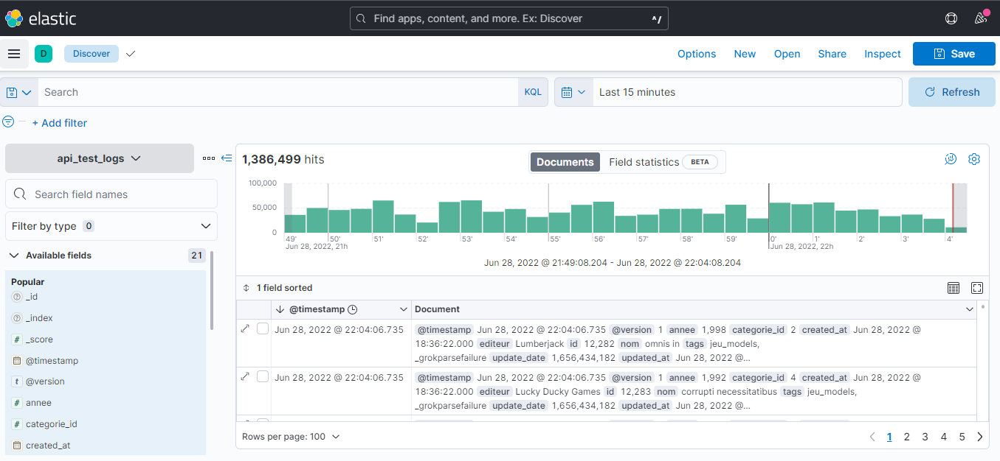 elastic
Find apps, content, and more. Ex: Discover ^/
D Discover Options New Open Share Inspect Save
Search KQL Last 15 minutes Refresh
+ Add filter
api_test_logs
1,386,499 hits Documents Field statistics BETA
Search field names
Filter by type 0
Available fields 21
Popular
? _id
? _index
# _score
@timestamp
t @version
# annee
# categorie_id
created_at
100,000
50,000
0
49' 50' 51' 52' 53' 54' 55' 56' 57' 58' 59' 0' 1' 2' 3' 4'
Jun 28, 2022, 21h Jun 28, 2022, 22h
Jun 28, 2022 @ 21:49:08.204 - Jun 28, 2022 @ 22:04:08.204
1 field sorted
@timestamp Document
Jun 28, 2022 @ 22:04:06.735 @timestamp Jun 28, 2022 @ 22:04:06.735 @version 1 annee 1,998 categorie_id 2 created_at Jun 28, 2022 @
18:36:22.000 editeur Lumberjack id 12,282 nom omnis in tags jeu_models,
_grokparsefailure update_date 1,656,434,182 updated_at Jun 28, 2022 @...
Jun 28, 2022 @ 22:04:06.735 @timestamp Jun 28, 2022 @ 22:04:06.735 @version 1 annee 1,992 categorie_id 4 created_at Jun 28, 2022 @
18:36:22.000 editeur Lucky Ducky Games id 12,283 nom corrupti necessitatibus tags jeu_models,
_grokparsefailure update_date 1,656,434,182 updated_at Jun 28, 2022 @...
Rows per page: 100 1 2 3 4 5